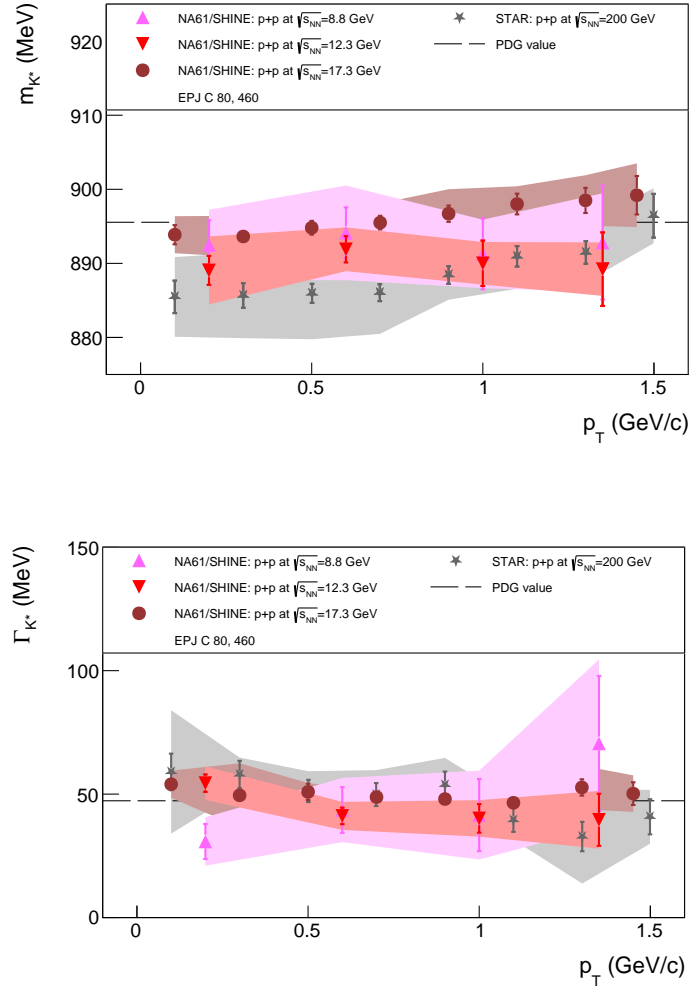 m_K* (MeV)
920
910
900
890
880
NA61/SHINE: p+p at √s_NN=8.8 GeV
NA61/SHINE: p+p at √s_NN=12.3 GeV
NA61/SHINE: p+p at √s_NN=17.3 GeV
EPJ C 80, 460
STAR: p+p at √s_NN=200 GeV
PDG value
0 0.5 1 1.5
p_T (GeV/c)
Γ_K* (MeV)
150
100
50
0
NA61/SHINE: p+p at √s_NN=8.8 GeV
NA61/SHINE: p+p at √s_NN=12.3 GeV
NA61/SHINE: p+p at √s_NN=17.3 GeV
EPJ C 80, 460
STAR: p+p at √s_NN=200 GeV
PDG value
0 0.5 1 1.5
p_T (GeV/c)